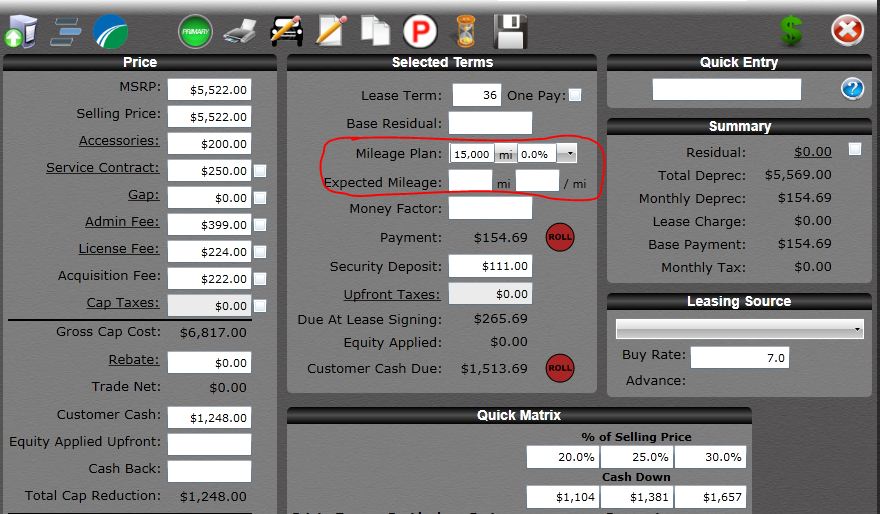 PRIMARY P $
Price
MSRP: $5,522.00
Selling Price: $5,522.00
Accessories: $200.00
Service Contract: $250.00
Gap: $0.00
Admin Fee: $399.00
License Fee: $224.00
Acquisition Fee: $222.00
Cap Taxes: $0.00
Gross Cap Cost: $6,817.00
Rebate: $0.00
Trade Net: $0.00
Customer Cash: $1,248.00
Equity Applied Upfront:
Cash Back:
Total Cap Reduction: $1,248.00
Selected Terms
Lease Term: 36 One Pay:
Base Residual:
Mileage Plan: 15,000 mi 0.0%
Expected Mileage: mi / mi
Money Factor:
Payment: $154.69 ROLL
Security Deposit: $111.00
Upfront Taxes: $0.00
Due At Lease Signing: $265.69
Equity Applied: $0.00
Customer Cash Due: $1,513.69 ROLL
Quick Entry
?
Summary
Residual: $0.00
Total Deprec: $5,569.00
Monthly Deprec: $154.69
Lease Charge: $0.00
Base Payment: $154.69
Monthly Tax: $0.00
Leasing Source
Buy Rate: 7.0
Advance:
Quick Matrix
% of Selling Price
20.0% 25.0% 30.0%
Cash Down
$1,104 $1,381 $1,657